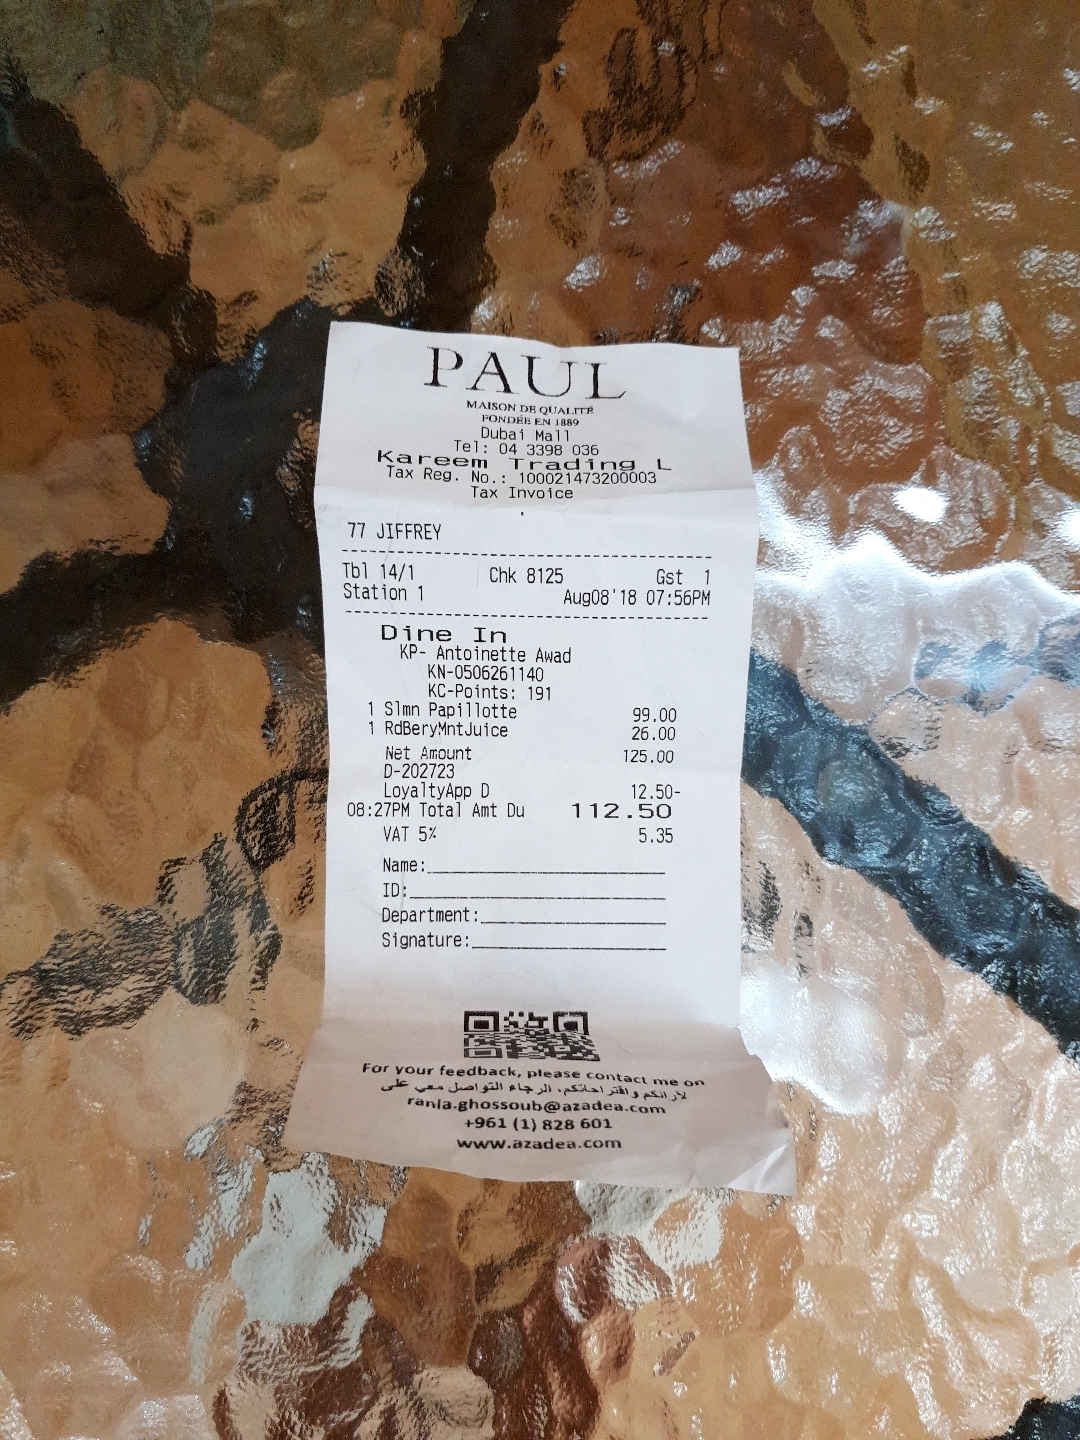 PAUL
MAISON DE QUALITÉ
FONDÉE EN 1889
Dubai Mall
Tel: 04 3398 036
Kareem Trading L
Tax Reg. No.: 100021473200003
Tax Invoice
77 JIFFREY
Tbl 14/1 Chk 8125 Gst 1
Station 1 Aug08'18 07:56PM
Dine In
KP- Antoinette Awad
KN-0506261140
KC-Points: 191
1 Slmn Papillotte 99.00
1 RdBeryMntJuice 26.00
Net Amount 125.00
D-202723
LoyaltyApp D 12.50-
08:27PM Total Amt Du 112.50
VAT 5% 5.35
Name:
ID:
Department:
Signature:
For your feedback, please contact me on
لآرائكم واقتراحاتكم، الرجاء التواصل معي على
rania.ghossoub@azadea.com
+961 (1) 828 601
www.azadea.com